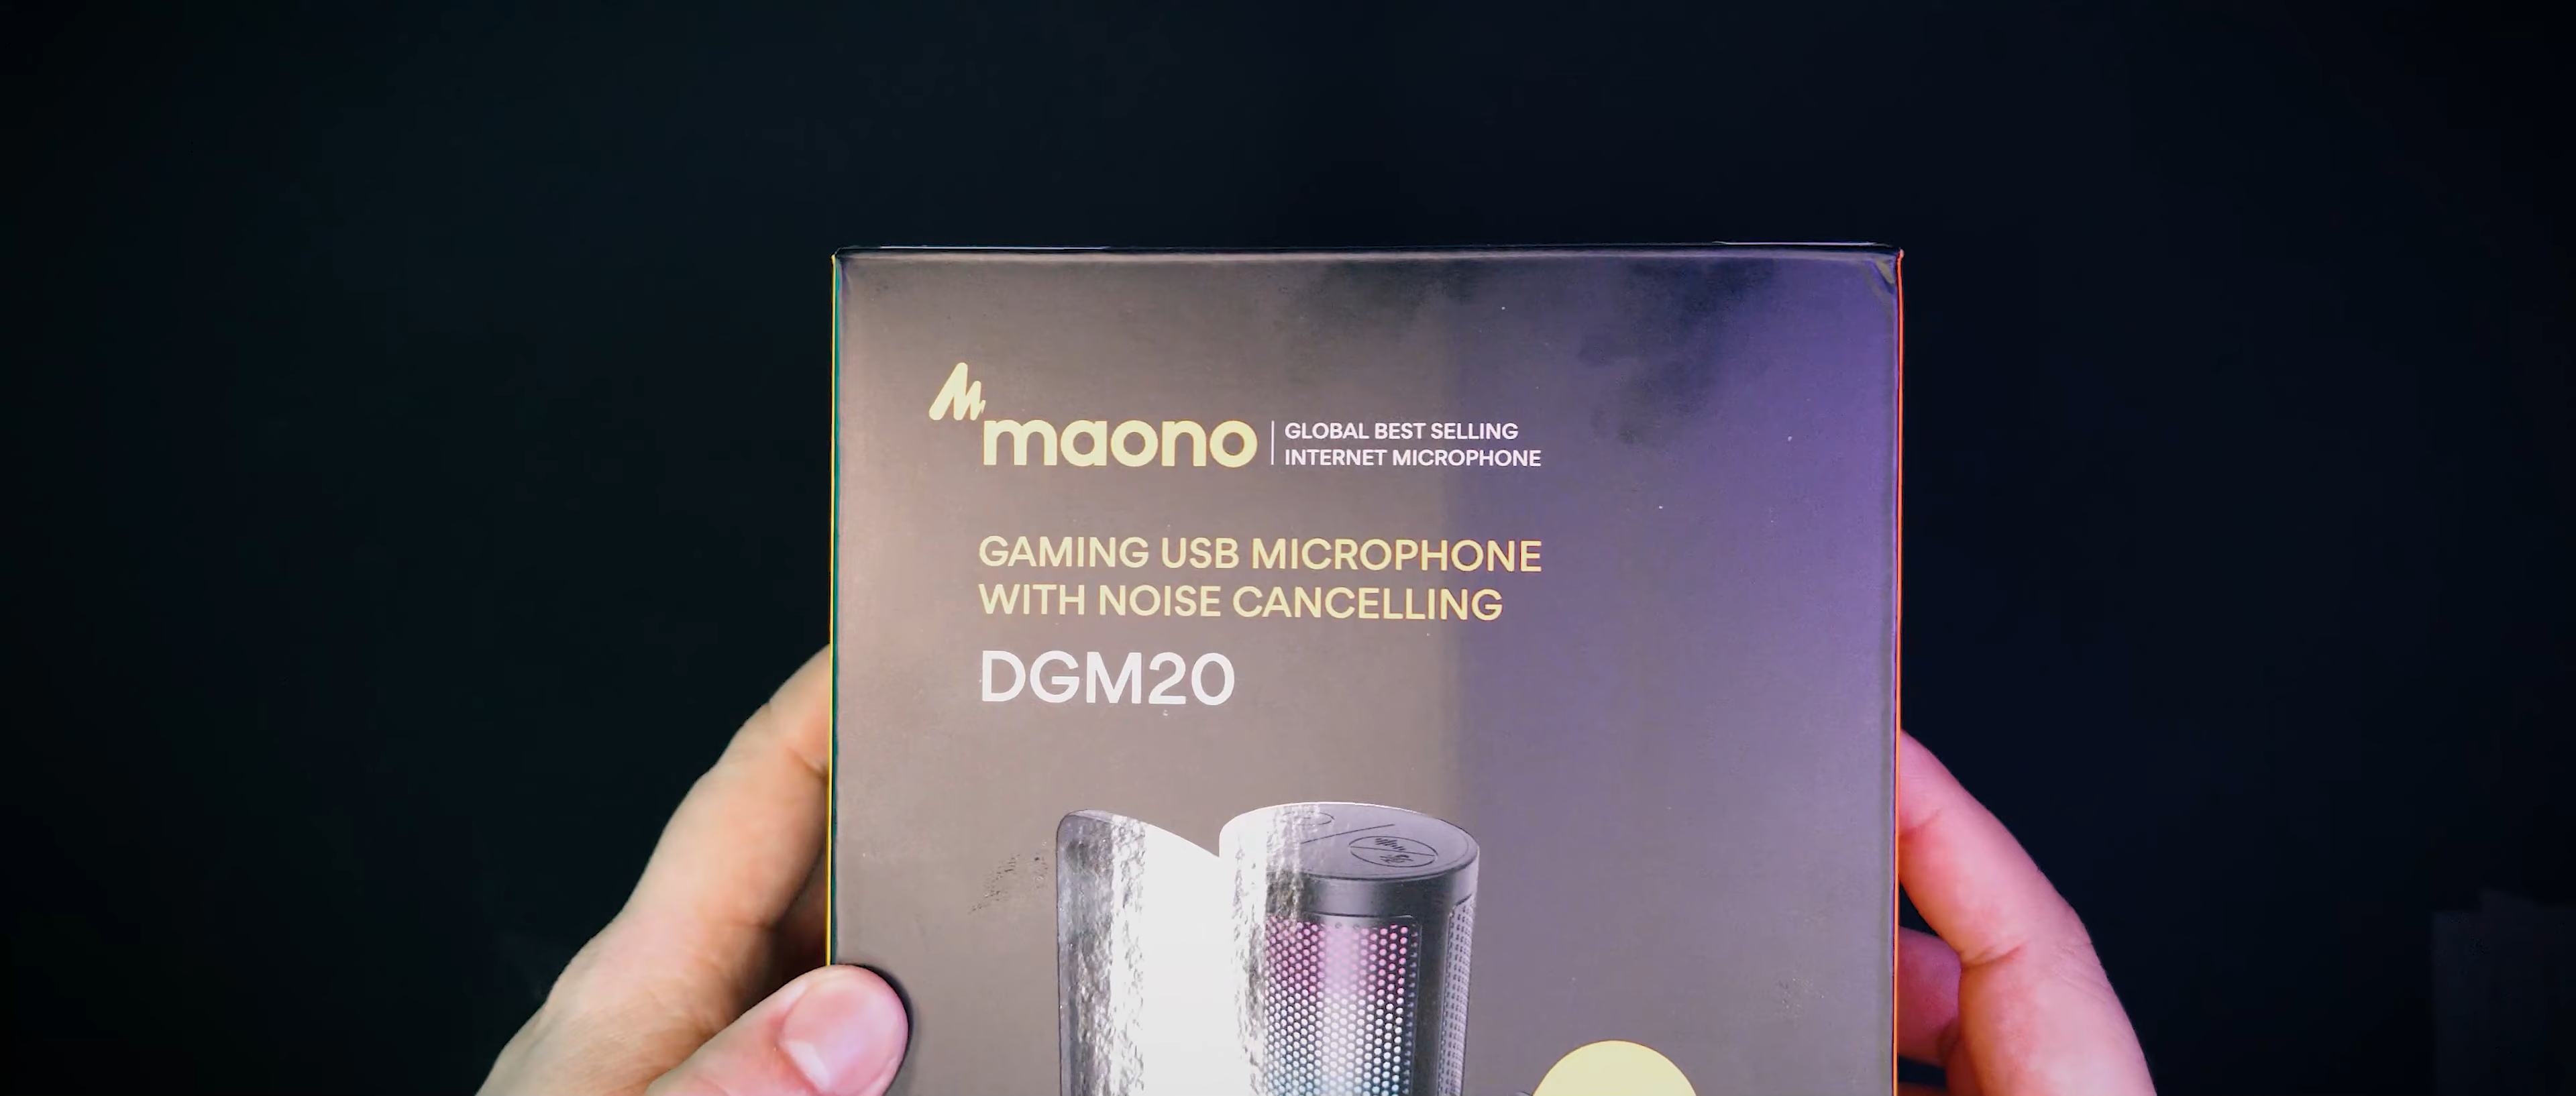 maono
GLOBAL BEST SELLING
INTERNET MICROPHONE
GAMING USB MICROPHONE
WITH NOISE CANCELLING
DGM20